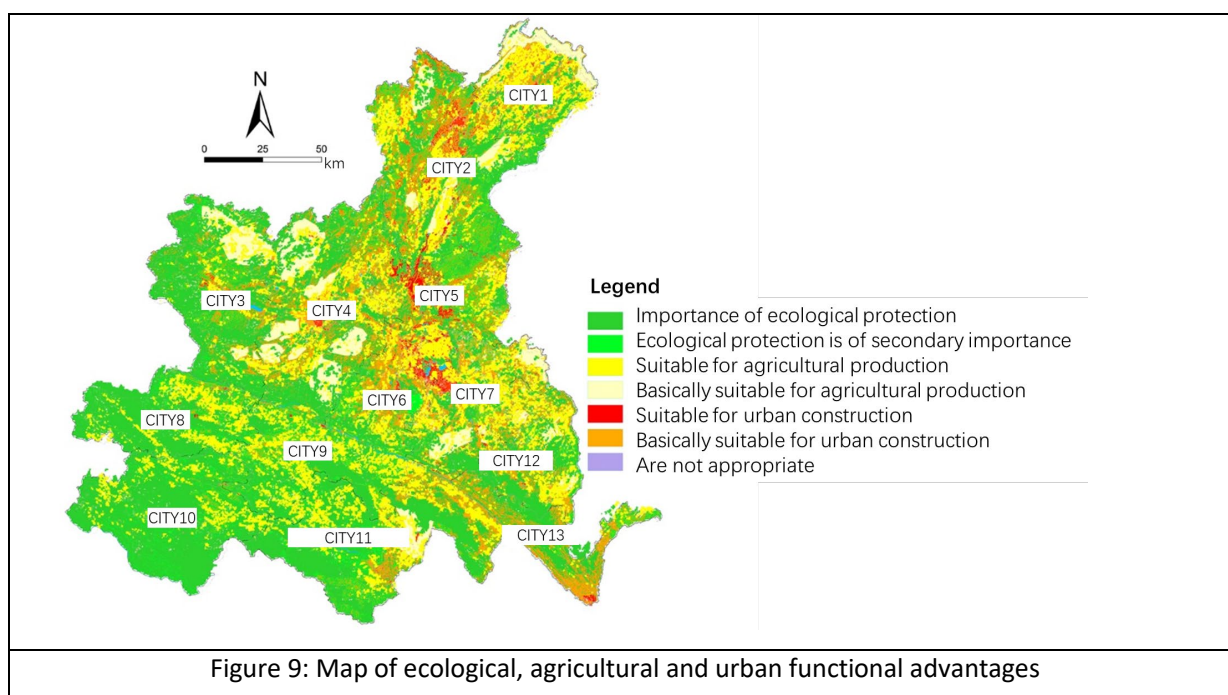 CITY1
N
0 25 50
km
CITY2
Legend
CITY3
CITY4
CITY5
Importance of ecological protection
Ecological protection is of secondary importance
Suitable for agricultural production
Basically suitable for agricultural production
Suitable for urban construction
Basically suitable for urban construction
Are not appropriate
CITY6
CITY7
CITY8
CITY9
CITY12
CITY10
CITY11
CITY13
Figure 9: Map of ecological, agricultural and urban functional advantages